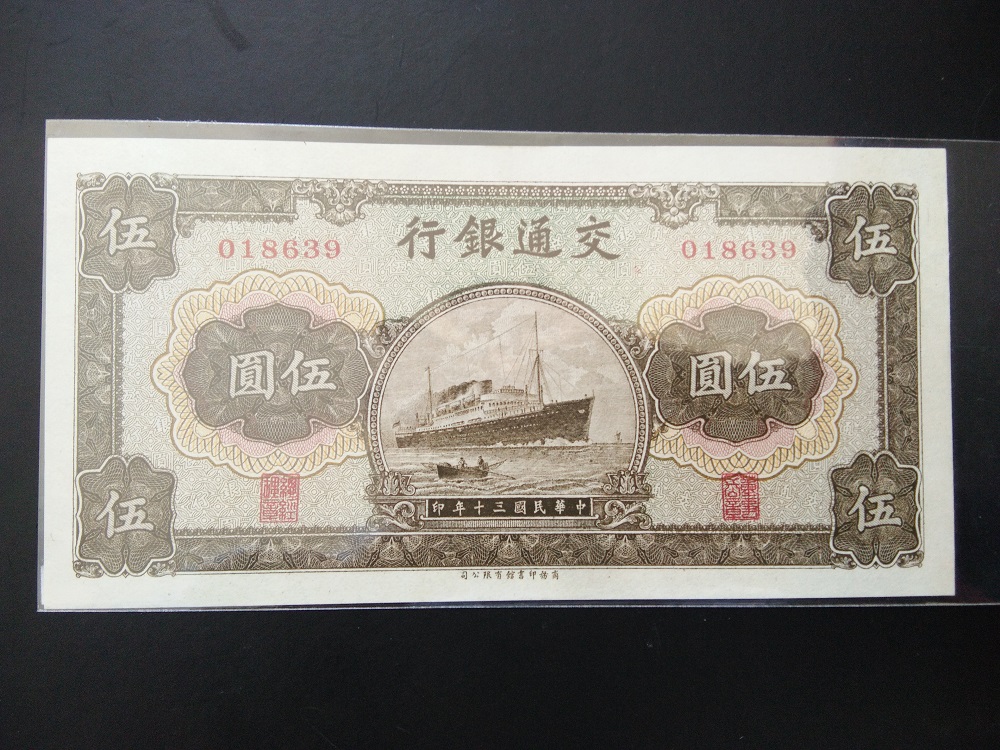 交通銀行
018639
018639
伍
伍
伍圓
伍圓
中華民國三十年印
伍
伍
商務印書館有限公司